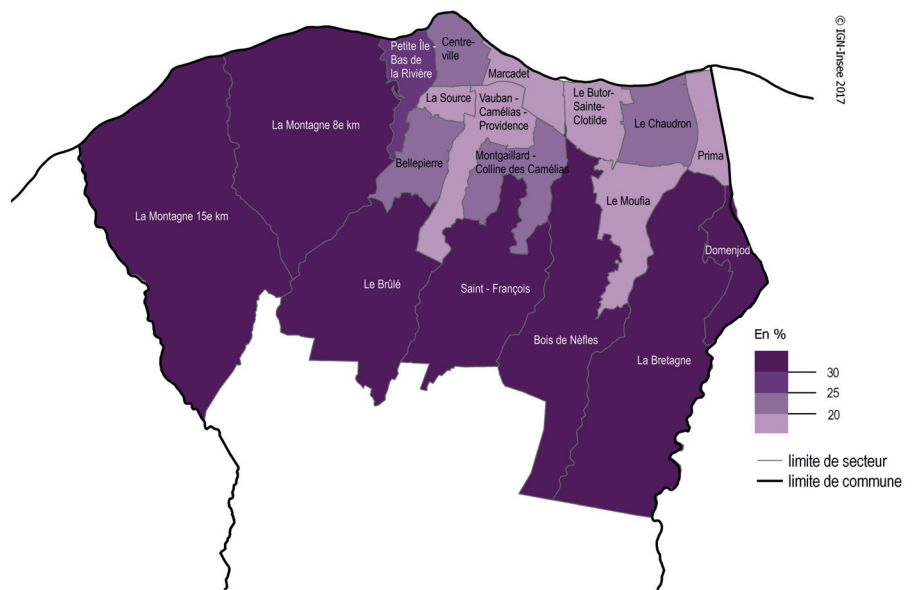 © IGN-Insee 2017
Petite Île -
Bas de
la Rivière
Centre-
ville
Marcadet
La Source
Vauban -
Camélias -
Providence
Le Butor-
Sainte-
Clotilde
Le Chaudron
La Montagne 8e km
Bellepierre
Montgaillard -
Colline des Camélias
Prima
La Montagne 15e km
Le Moufia
Domenjod
Le Brûlé
Saint - François
Bois de Nèfles
La Bretagne
En %
30
25
20
limite de secteur
limite de commune